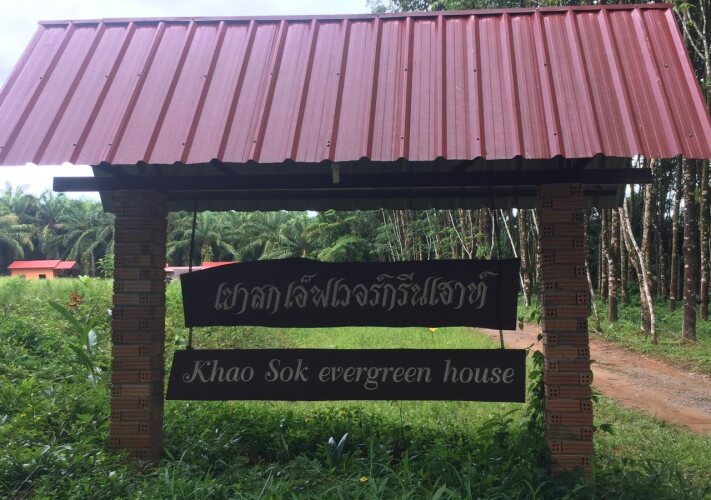 เขาสก เอ็ฟเวอร์กรีนเฮาท์
Khao Sok evergreen house